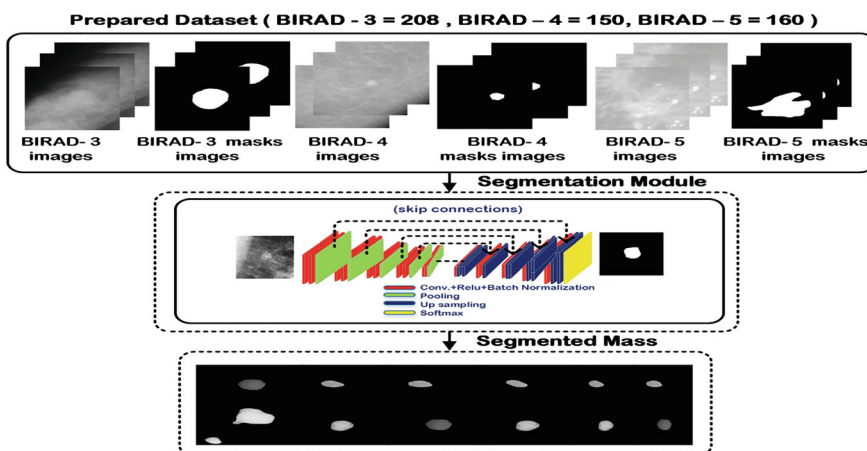 Prepared Dataset ( BIRAD - 3 = 208 , BIRAD – 4 = 150, BIRAD – 5 = 160 )
BIRAD- 3 images
BIRAD- 3 masks images
BIRAD- 4 images
BIRAD- 4 masks images
BIRAD- 5 images
BIRAD- 5 masks images
Segmentation Module
(skip connections)
Conv.+Relu+Batch Normalization
Pooling
Up sampling
Softmax
Segmented Mass